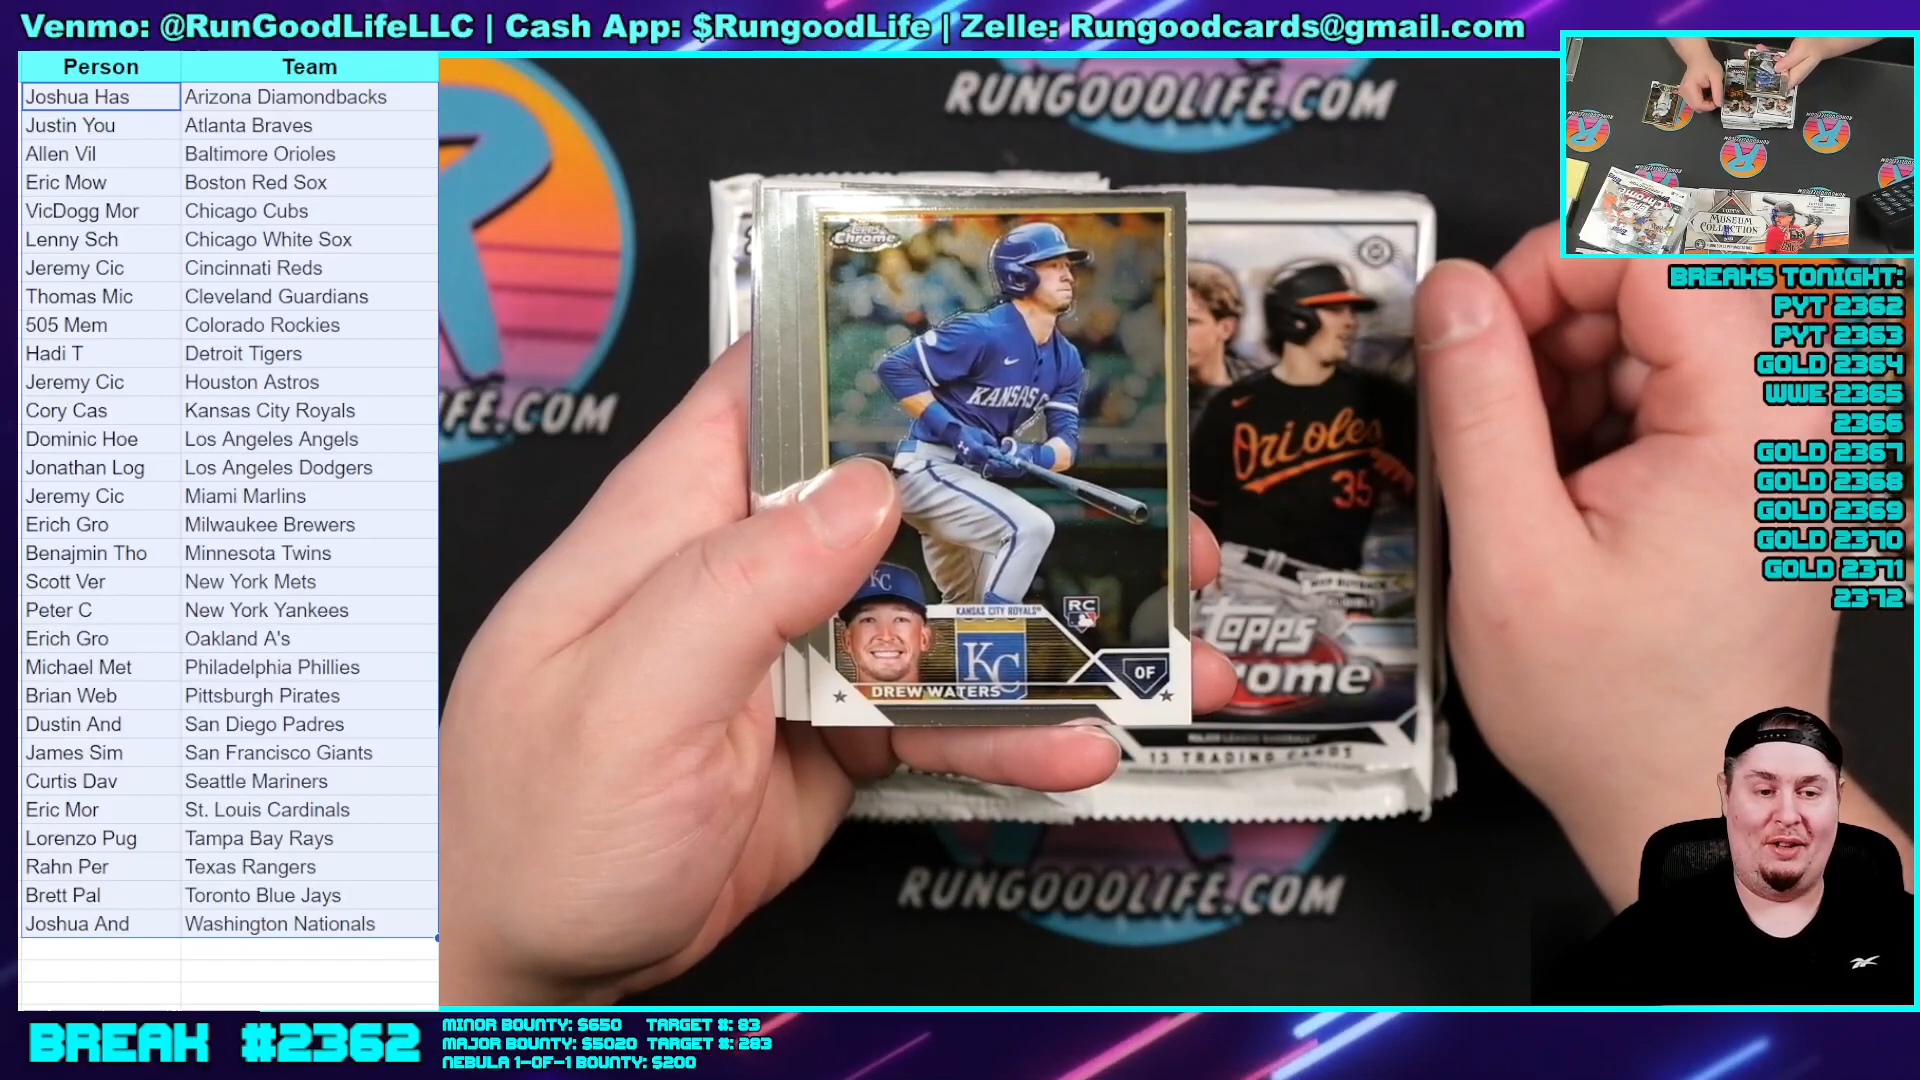 Venmo: @RunGoodLifeLLC | Cash App: $RungoodLife | Zelle: Rungoodcards@gmail.com
Person Team
Joshua Has Arizona Diamondbacks
Justin You Atlanta Braves
Allen Vil Baltimore Orioles
Eric Mow Boston Red Sox
VicDogg Mor Chicago Cubs
Lenny Sch Chicago White Sox
Jeremy Cic Cincinnati Reds
Thomas Mic Cleveland Guardians
505 Mem Colorado Rockies
Hadi T Detroit Tigers
Jeremy Cic Houston Astros
Cory Cas Kansas City Royals
Dominic Hoe Los Angeles Angels
Jonathan Log Los Angeles Dodgers
Jeremy Cic Miami Marlins
Erich Gro Milwaukee Brewers
Benajmin Tho Minnesota Twins
Scott Ver New York Mets
Peter C New York Yankees
Erich Gro Oakland A's
Michael Met Philadelphia Phillies
Brian Web Pittsburgh Pirates
Dustin And San Diego Padres
James Sim San Francisco Giants
Curtis Dav Seattle Mariners
Eric Mor St. Louis Cardinals
Lorenzo Pug Tampa Bay Rays
Rahn Per Texas Rangers
Brett Pal Toronto Blue Jays
Joshua And Washington Nationals
RUNGOODLIFE.COM
FE.COM
Topps
Chrome
KANSAS C
KC
KANSAS CITY ROYALS
RC
KC
OF
DREW WATERS
Orioles
35
Topps
rome
13 TRADING CARDS
RUNGOODLIFE.COM
MUSEUM
COLLECTION
BREAKS TONIGHT:
PYT 2362
PYT 2363
GOLD 2364
WWE 2365
2366
GOLD 2367
GOLD 2368
GOLD 2369
GOLD 2370
GOLD 2371
2372
BREAK #2362
MINOR BOUNTY: $650 TARGET #: 83
MAJOR BOUNTY: $5020 TARGET #: 283
NEBULA 1-OF-1 BOUNTY: $200